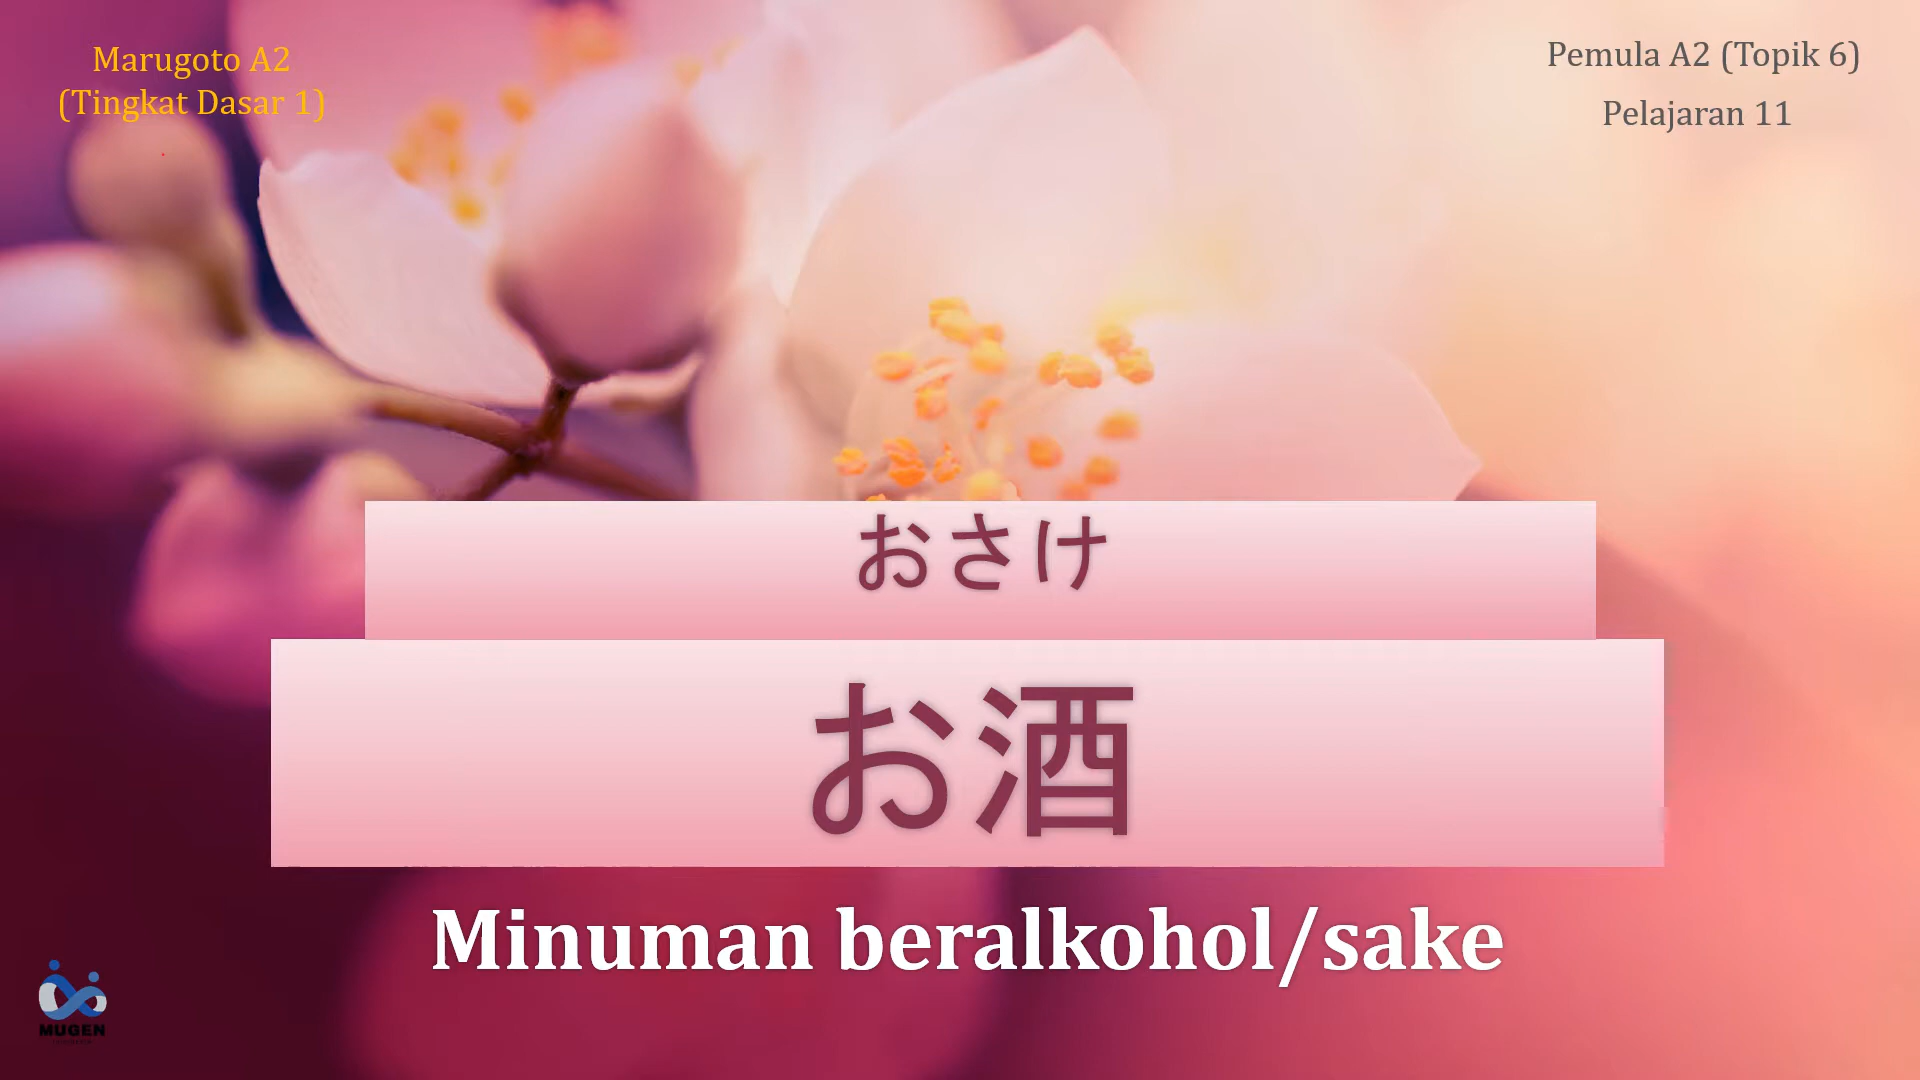 Marugoto A2
(Tingkat Dasar 1)
Pemula A2 (Topik 6)
Pelajaran 11
おさけ
お酒
Minuman beralkohol/sake
MUGEN